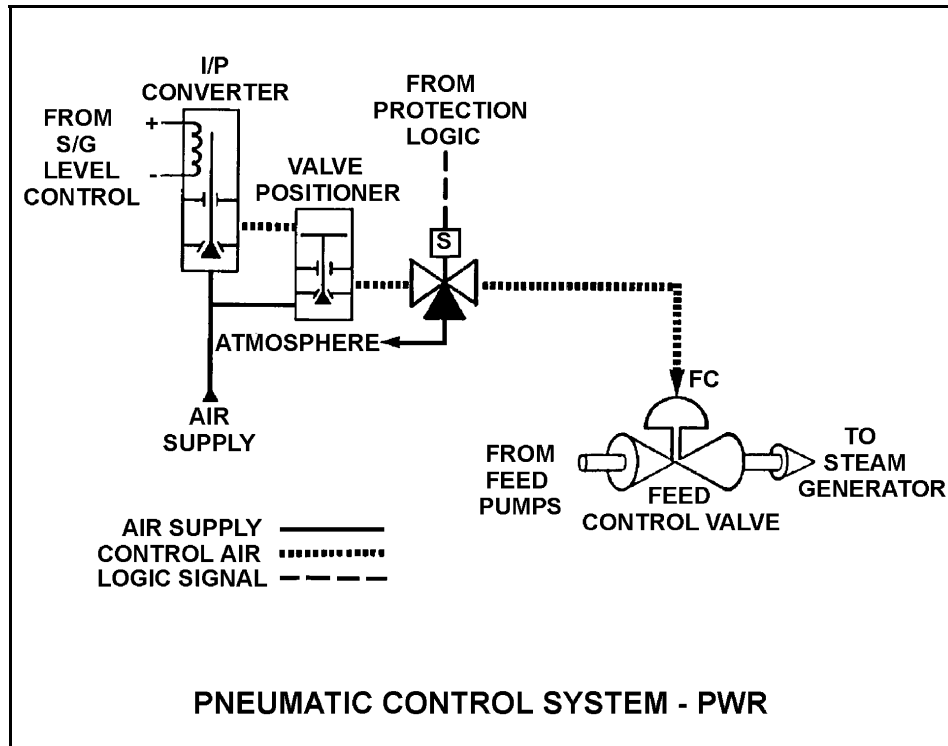 I/P
CONVERTER
FROM
S/G
LEVEL
CONTROL
+
-
VALVE
POSITIONER
FROM
PROTECTION
LOGIC
S
ATMOSPHERE
AIR
SUPPLY
FC
FROM
FEED
PUMPS
FEED
CONTROL VALVE
TO
STEAM
GENERATOR
AIR SUPPLY
CONTROL AIR
LOGIC SIGNAL
PNEUMATIC CONTROL SYSTEM - PWR